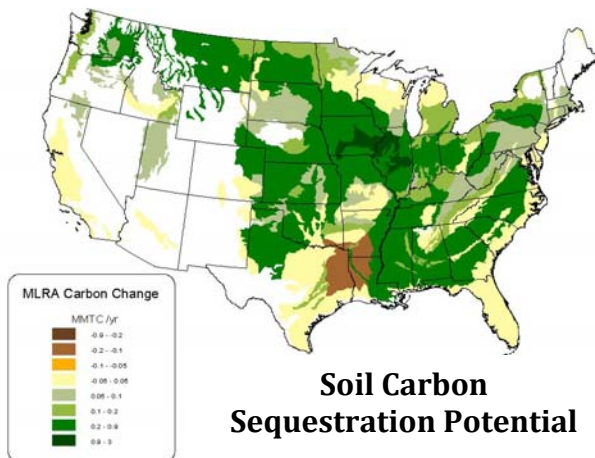 MLRA Carbon Change
MMTC /yr
-0.9 - -0.2
-0.2 - -0.1
-0.1 - -0.05
-0.05 - 0.05
0.05 - 0.1
0.1 - 0.2
0.2 - 0.9
0.9 - 3
Soil Carbon
Sequestration Potential